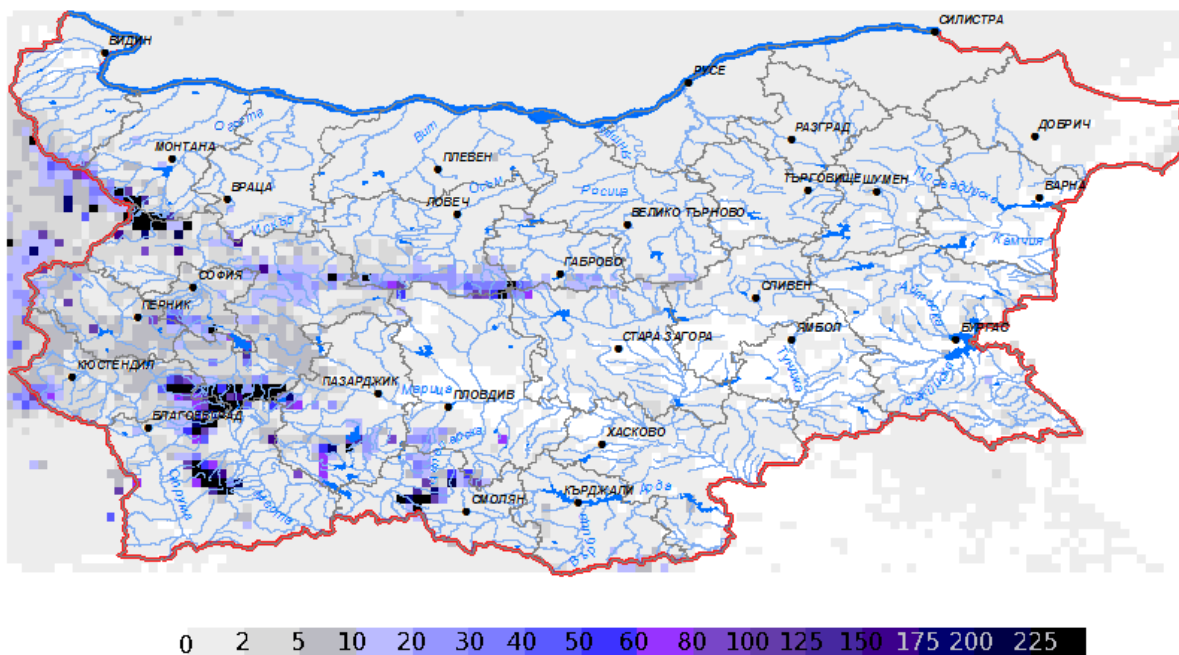 СИЛИСТРА
ВИДИН
РУСЕ
Огоста
Вит
РАЗГРАД
ДОБРИЧ
МОНТАНА
ПЛЕВЕН
ВРАЦА
Осъм
Росица
ТЪРГОВИЩЕ
ШУМЕН
ВАРНА
ЛОВЕЧ
Искър
ВЕЛИКО ТЪРНОВО
Камчия
СОФИЯ
ГАБРОВО
СЛИВЕН
ПЕРНИК
СТАРА ЗАГОРА
ЯМБОЛ
БУРГАС
Тунджа
КЮСТЕНДИЛ
ПАЗАРДЖИК
Марица
ПЛОВДИВ
БЛАГОЕВГРАД
ХАСКОВО
Струма
Места
СМОЛЯН
КЪРДЖАЛИ
0 2 5 10 20 30 40 50 60 80 100 125 150 175 200 225